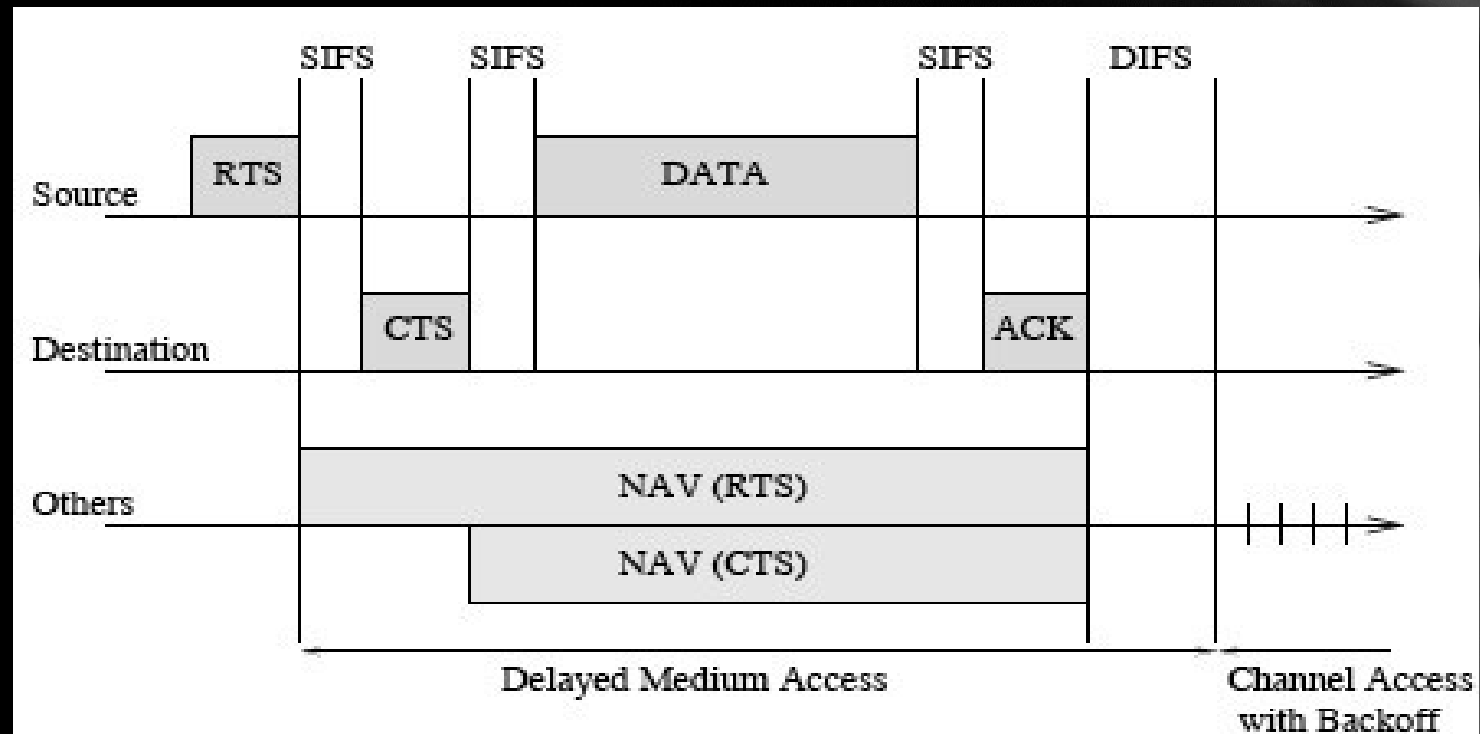 SIFS
SIFS
SIFS
DIFS
RTS
DATA
Source
CTS
ACK
Destination
NAV (RTS)
Others
NAV (CTS)
Delayed Medium Access
Channel Access
with Backoff